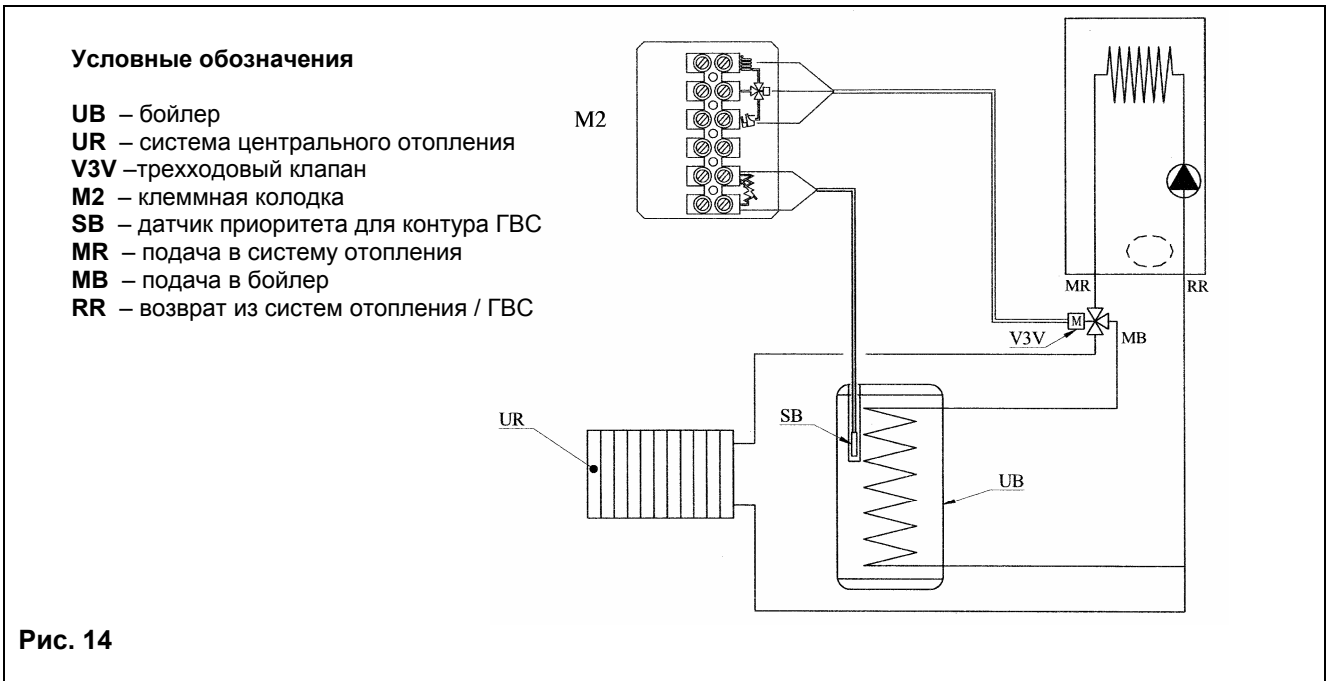 Условные обозначения
UB – бойлер
UR – система центрального отопления
V3V –трехходовый клапан
M2 – клеммная колодка
SB – датчик приоритета для контура ГВС
MR – подача в систему отопления
MB – подача в бойлер
RR – возврат из систем отопления / ГВС
M2
MR
RR
M
V3V
MB
UR
SB
UB
Рис. 14